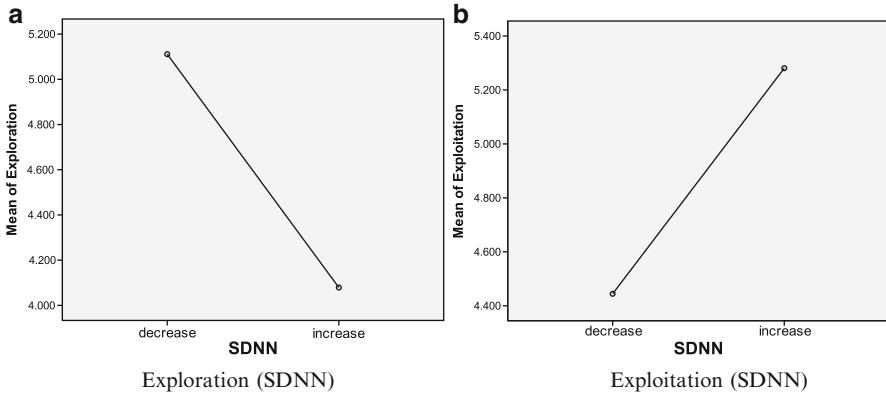 a
5.200
5.000
4.800
4.600
4.400
4.200
4.000
Mean of Exploration
decrease
increase
SDNN
Exploration (SDNN)
b
5.400
5.200
5.000
4.800
4.600
4.400
Mean of Exploitation
decrease
increase
SDNN
Exploitation (SDNN)